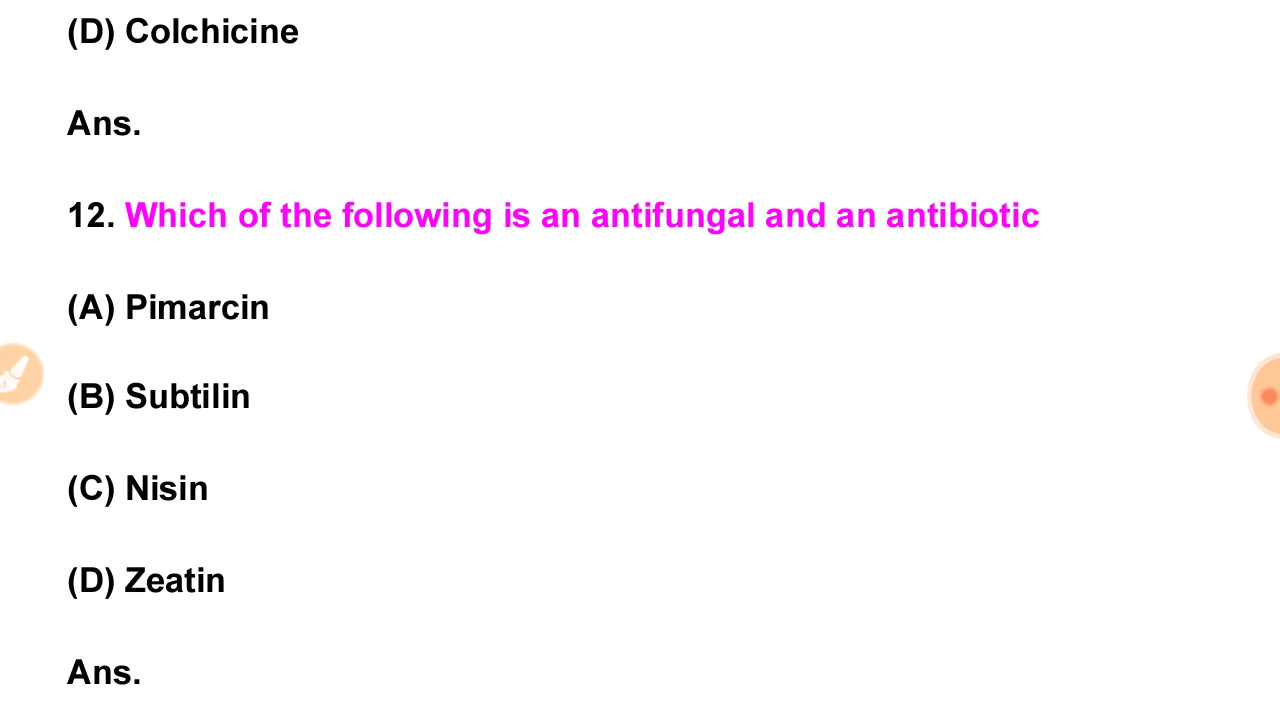 (D) Colchicine
Ans.
12. Which of the following is an antifungal and an antibiotic
(A) Pimarcin
(B) Subtilin
(C) Nisin
(D) Zeatin
Ans.